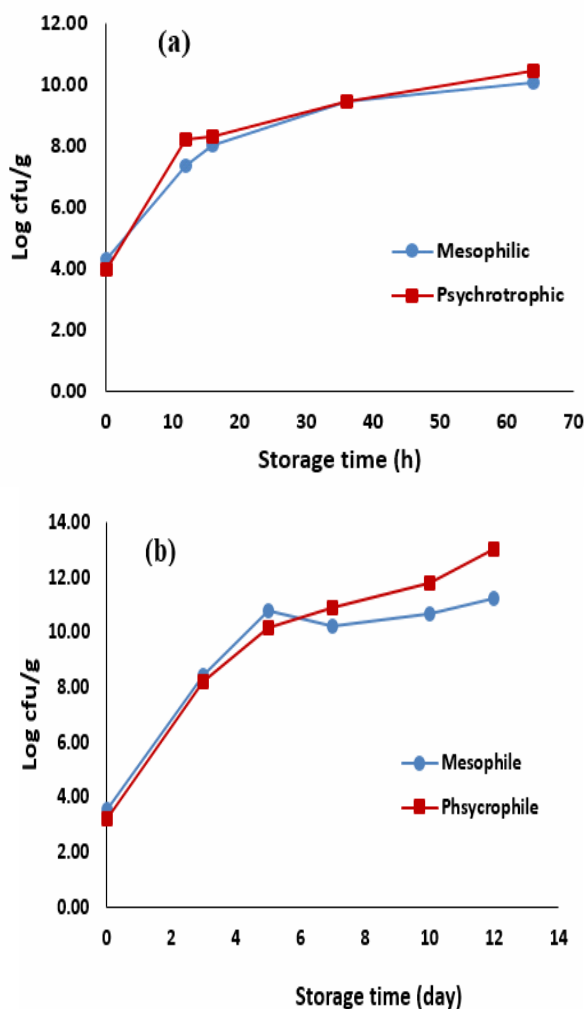 (a)
12.00
10.00
8.00
6.00
4.00
2.00
0.00
Log cfu/g
Mesophilic
Psychrotrophic
0 10 20 30 40 50 60 70
Storage time (h)
(b)
14.00
12.00
10.00
8.00
6.00
4.00
2.00
0.00
Log cfu/g
Mesophile
Phsycrophile
0 2 4 6 8 10 12 14
Storage time (day)